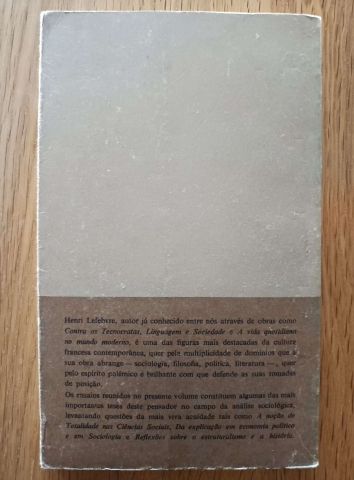 Henri Lefebvre, autor já conhecido entre nós através de obras como
Contra os Tecnocratas, Linguagem e Sociedade e A vida quotidiana
no mundo moderno, é uma das figuras mais destacadas da cultura
francesa contemporânea, quer pela multiplicidade de domínios que a
sua obra abrange — sociologia, filosofia, política, literatura —, quer
pelo espírito polémico e brilhante com que defende as suas tomadas
de posição.
Os ensaios reunidos no presente volume constituem algumas das mais
importantes teses deste pensador no campo da análise sociológica,
levantando questões da mais viva acuidade tais como A noção de
Totalidade nas Ciências Sociais, Da explicação em economia política
e em Sociologia e Reflexões sobre o estruturalismo e a história.